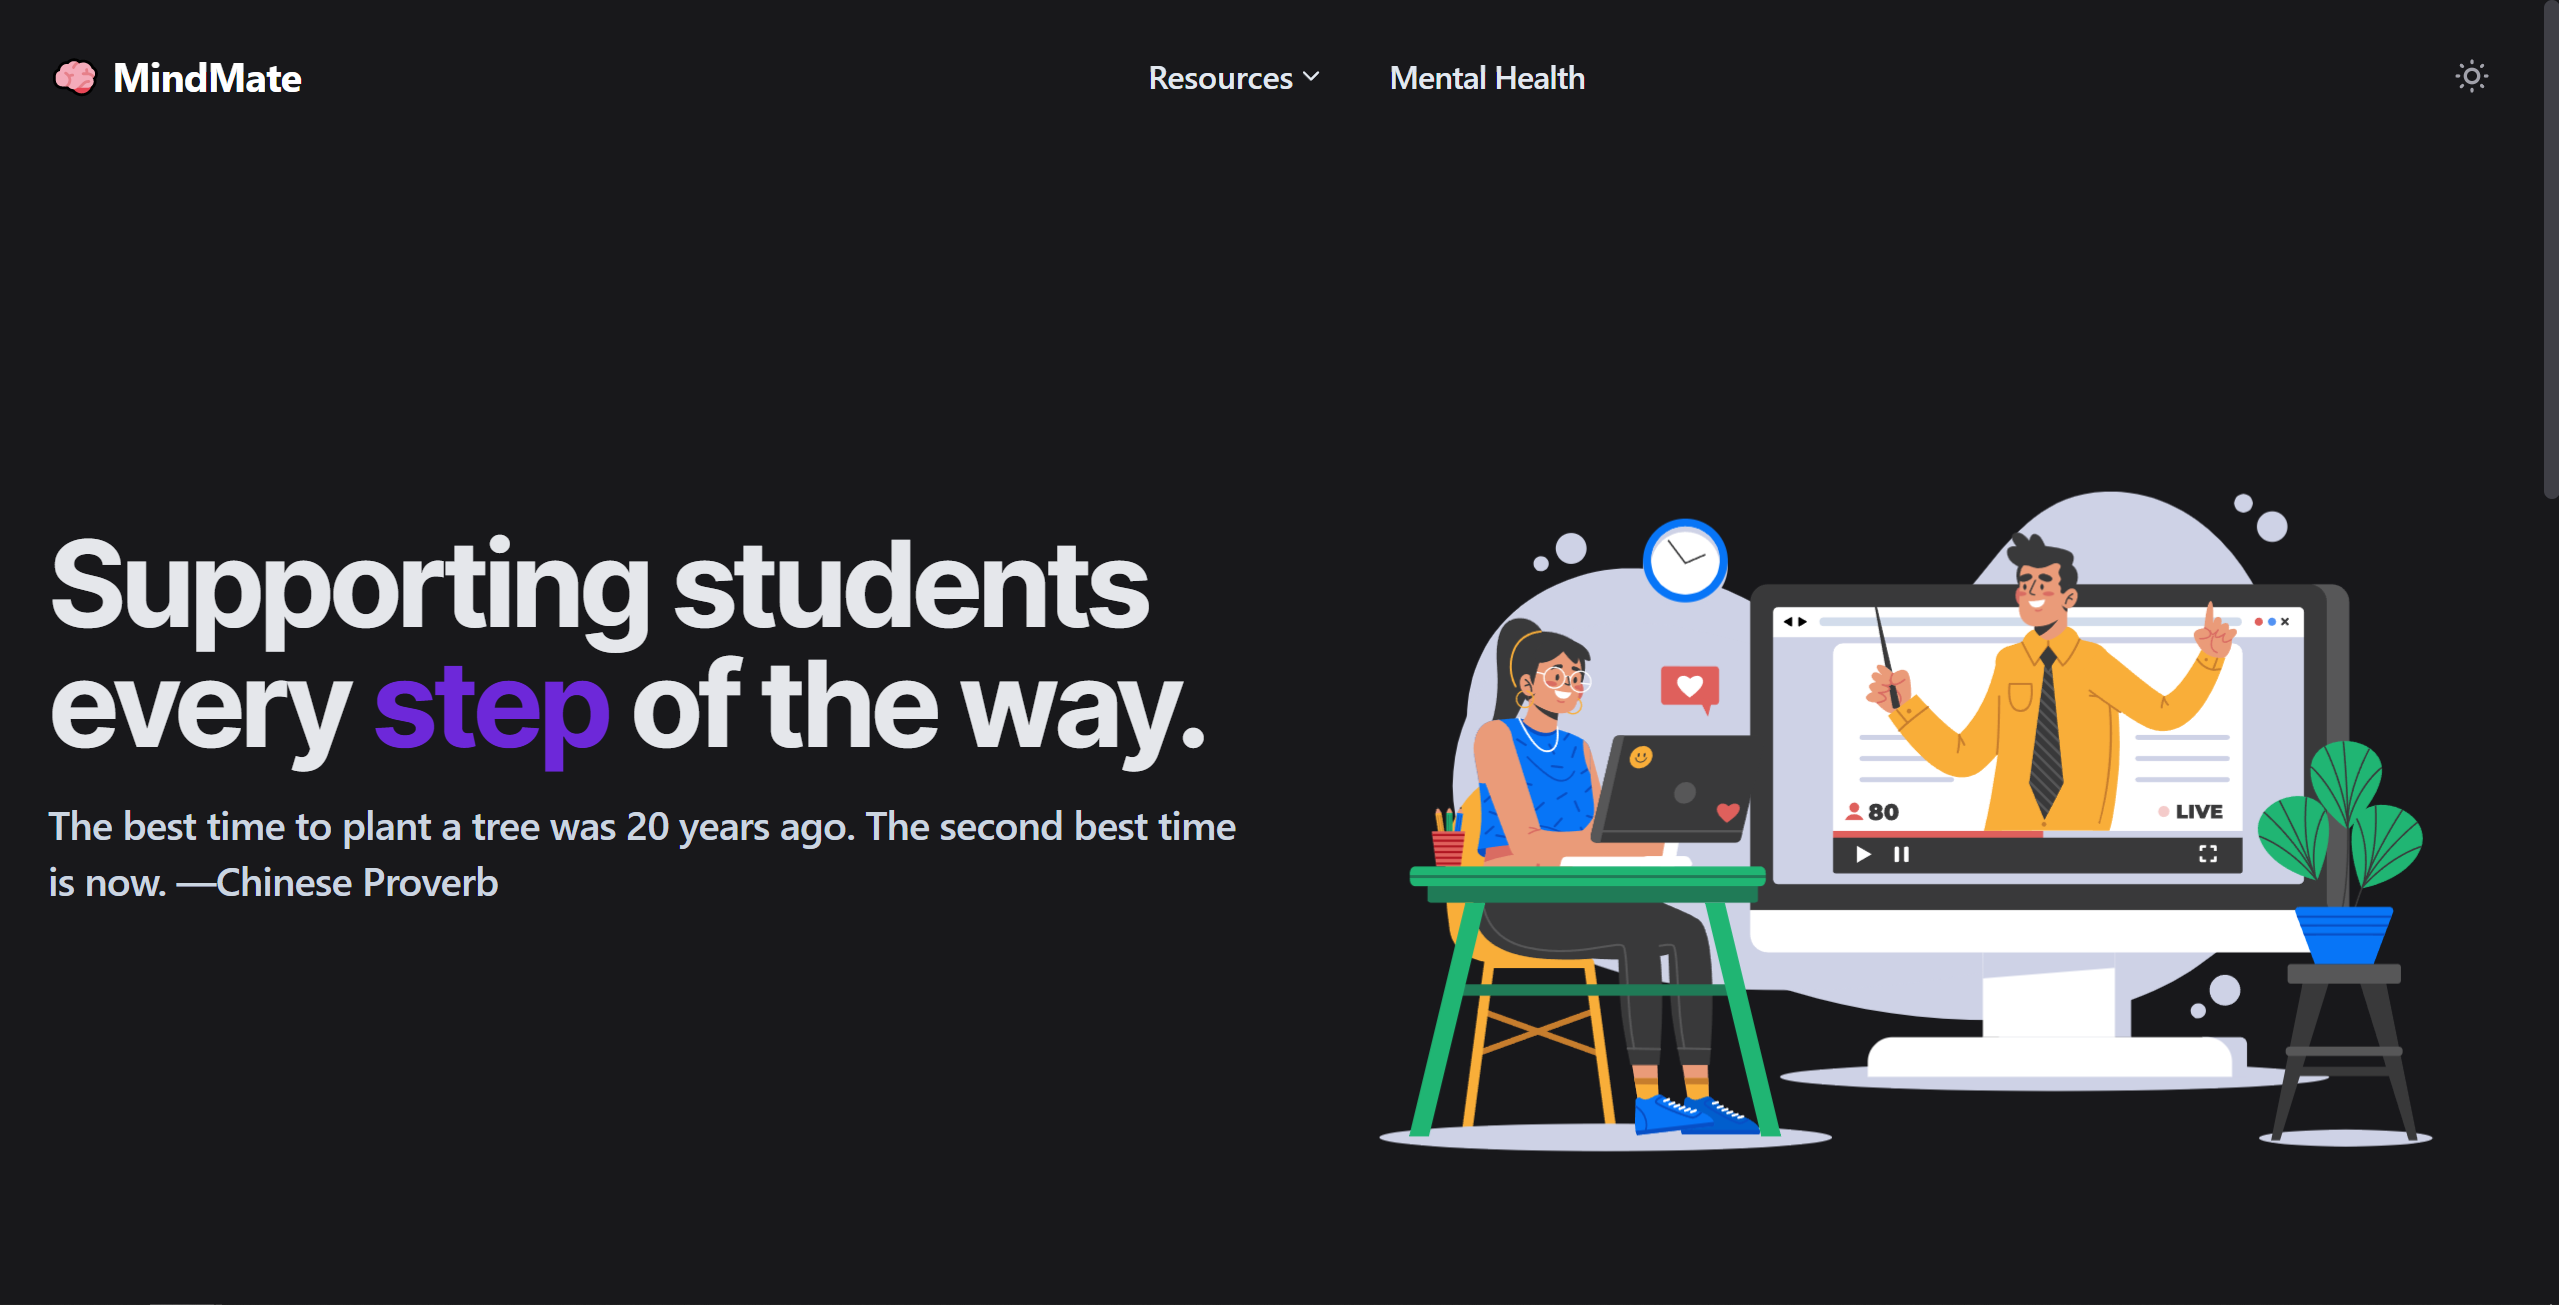 MindMate
Resources
Mental Health
Supporting students
every step of the way.
The best time to plant a tree was 20 years ago. The second best time
is now. —Chinese Proverb
80
LIVE